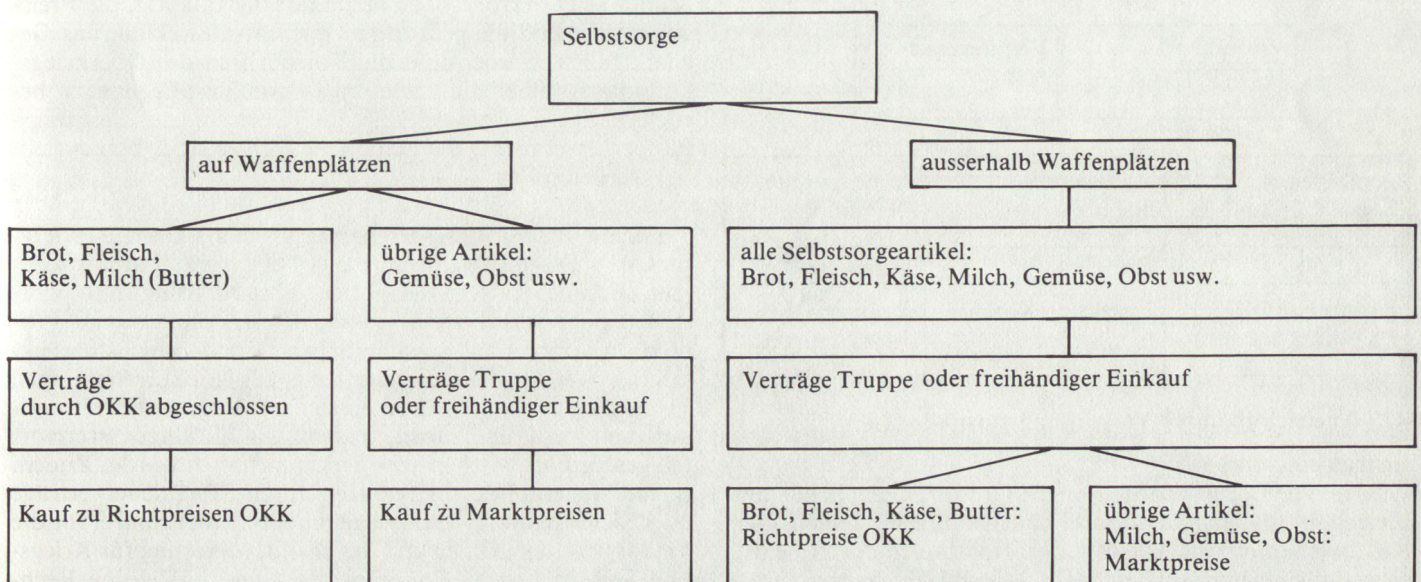 Selbstsorge
auf Waffenplätzen
ausserhalb Waffenplätzen
Brot, Fleisch,
Käse, Milch (Butter)
übrige Artikel:
Gemüse, Obst usw.
alle Selbstsorgeartikel:
Brot, Fleisch, Käse, Milch, Gemüse, Obst usw.
Verträge
durch OKK abgeschlossen
Verträge Truppe
oder freihändiger Einkauf
Verträge Truppe oder freihändiger Einkauf
Kauf zu Richtpreisen OKK
Kauf zu Marktpreisen
Brot, Fleisch, Käse, Butter:
Richtpreise OKK
übrige Artikel:
Milch, Gemüse, Obst:
Marktpreise